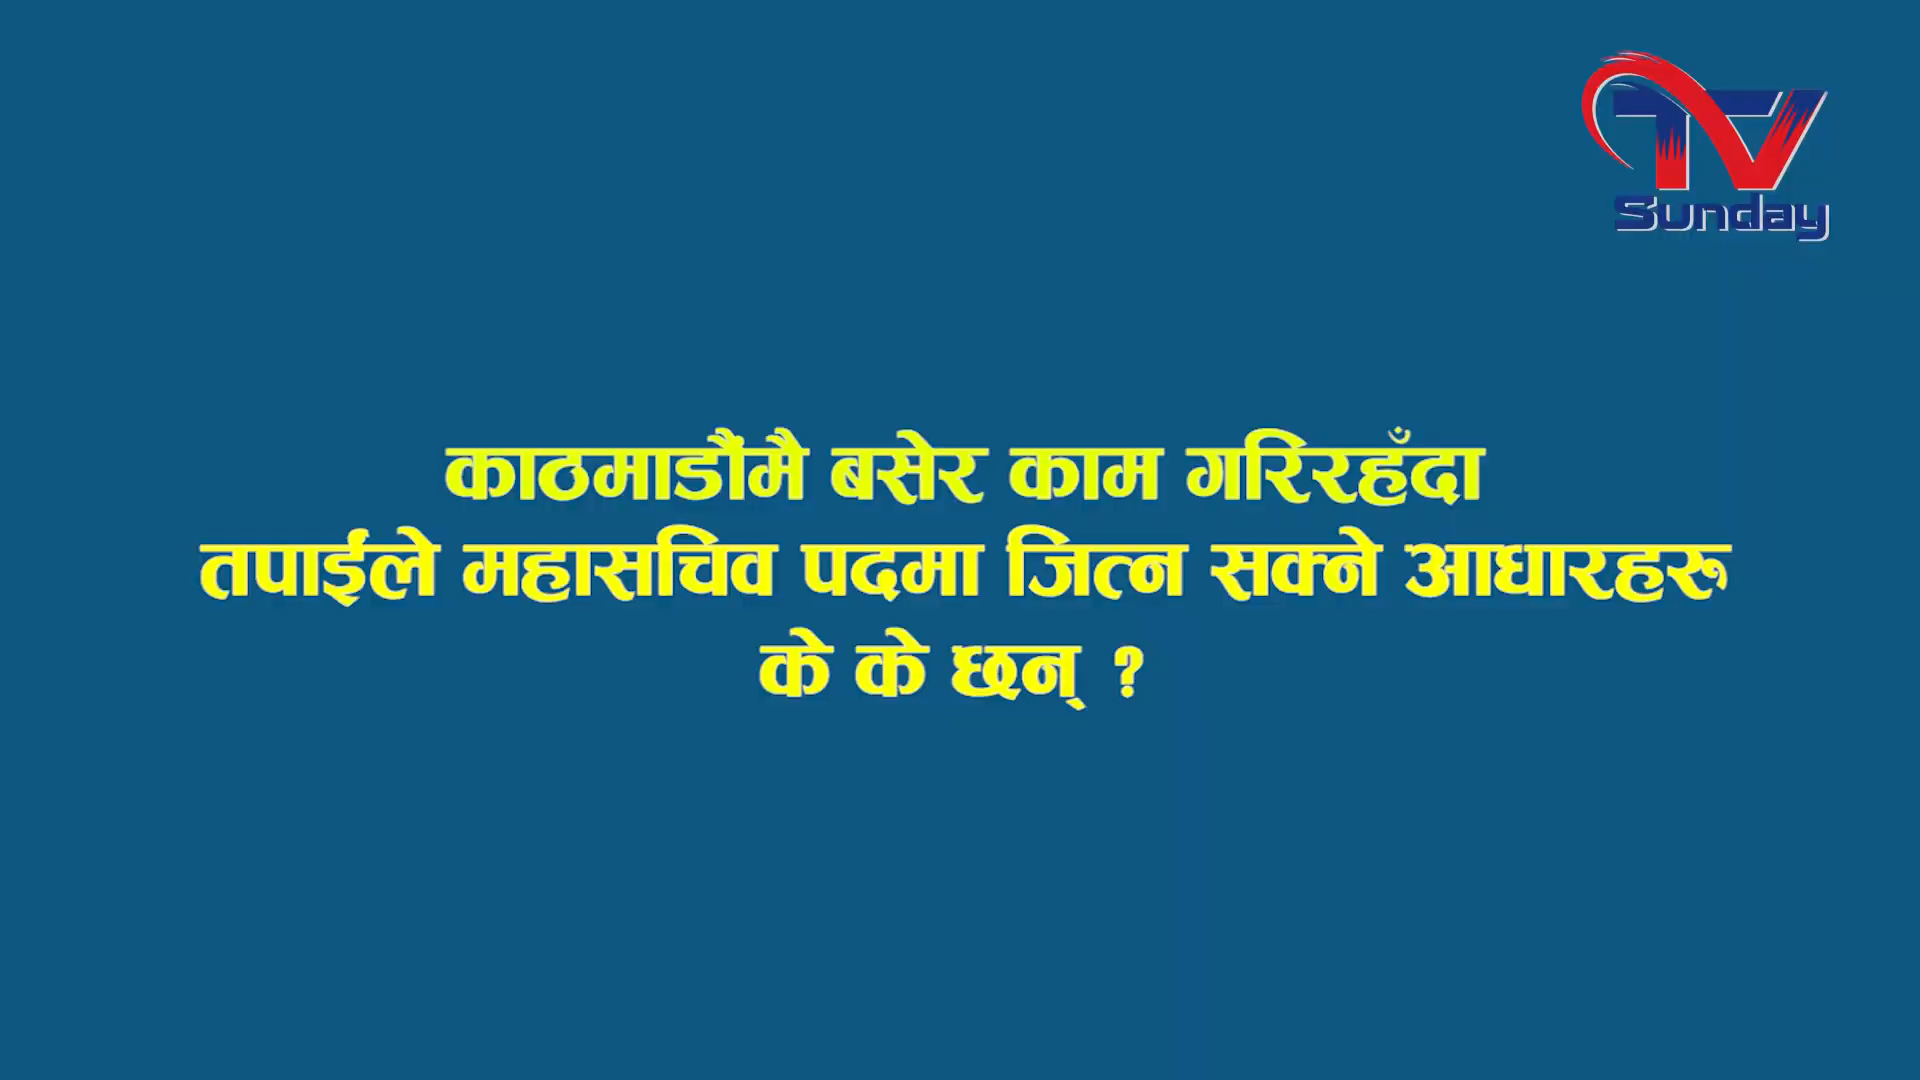 TV
Sunday
काठमाडौंमै बसेर काम गरिरहँदा
तपाईंले महासचिव पदमा जित्न सक्ने आधारहरु
के के छन् ?